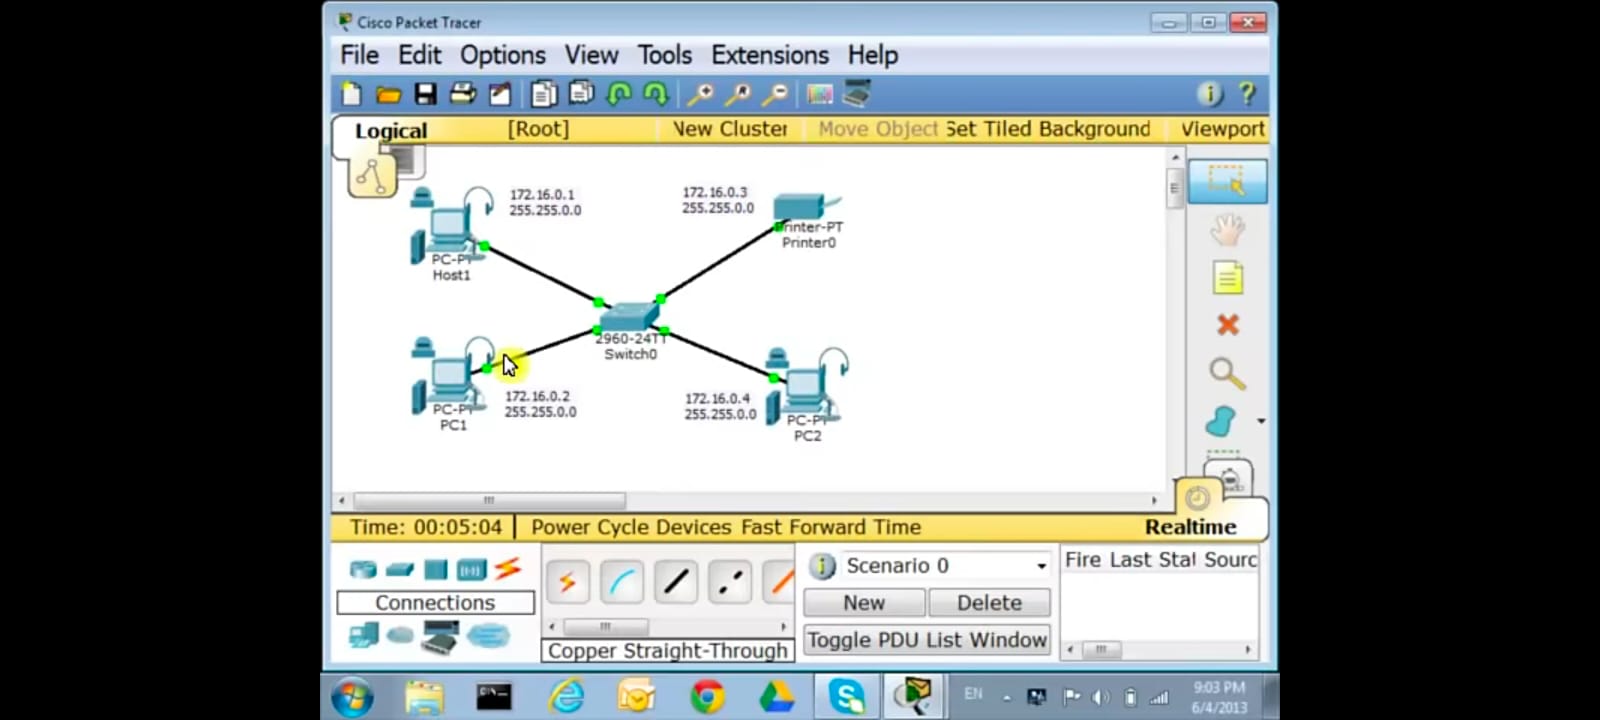 Cisco Packet Tracer
File Edit Options View Tools Extensions Help
Logical [Root] New Cluster Move Object Set Tiled Background Viewport
172.16.0.1
255.255.0.0
172.16.0.3
255.255.0.0
Printer-PT
Printer0
PC-PT
Host1
2960-24TT
Switch0
172.16.0.2
255.255.0.0
PC-PT
PC1
172.16.0.4
255.255.0.0
PC-PT
PC2
Time: 00:05:04 Power Cycle Devices Fast Forward Time Realtime
Scenario 0
Fire Last Stat Sourc
Connections
New Delete
Toggle PDU List Window
Copper Straight-Through
EN
9:03 PM
6/4/2013